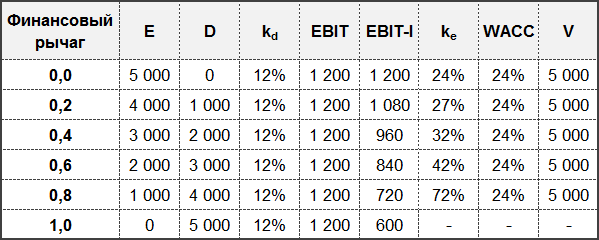 Финансовый рычаг E D kd EBIT EBIT-I ke WACC V
0,0 5 000 0 12% 1 200 1 200 24% 24% 5 000
0,2 4 000 1 000 12% 1 200 1 080 27% 24% 5 000
0,4 3 000 2 000 12% 1 200 960 32% 24% 5 000
0,6 2 000 3 000 12% 1 200 840 42% 24% 5 000
0,8 1 000 4 000 12% 1 200 720 72% 24% 5 000
1,0 0 5 000 12% 1 200 600 - - -